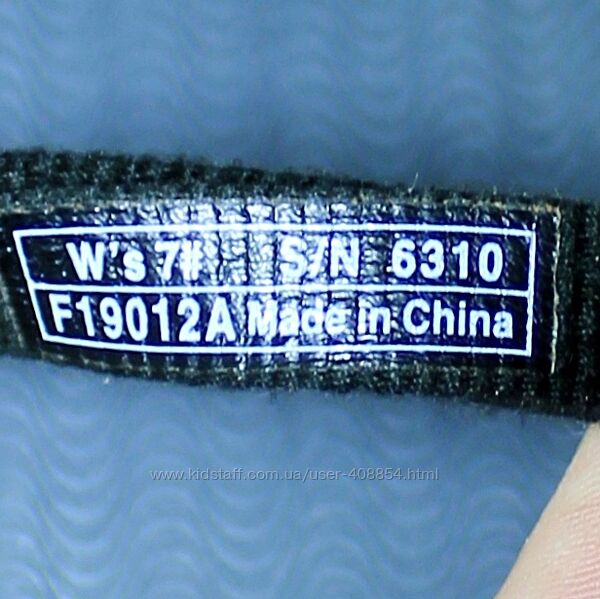 W's 7# S/N 6310
F19012A Made in China
www.kidstaff.com.ua/user-408854.html